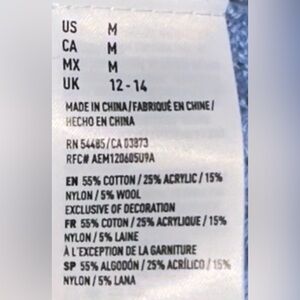 US M
CA M
MX M
UK 12-14
MADE IN CHINA/FABRIQUÉ EN CHINE/
HECHO EN CHINA
RN 54485/CA 03873
RFC# AEM120605U9A
EN 55% COTTON/25% ACRYLIC/15%
NYLON/5% WOOL
EXCLUSIVE OF DECORATION
FR 55% COTON/25% ACRYLIQUE/15%
NYLON/5% LAINE
À L'EXCEPTION DE LA GARNITURE
SP 55% ALGODÓN/25% ACRÍLICO/15%
NYLON/5% LANA